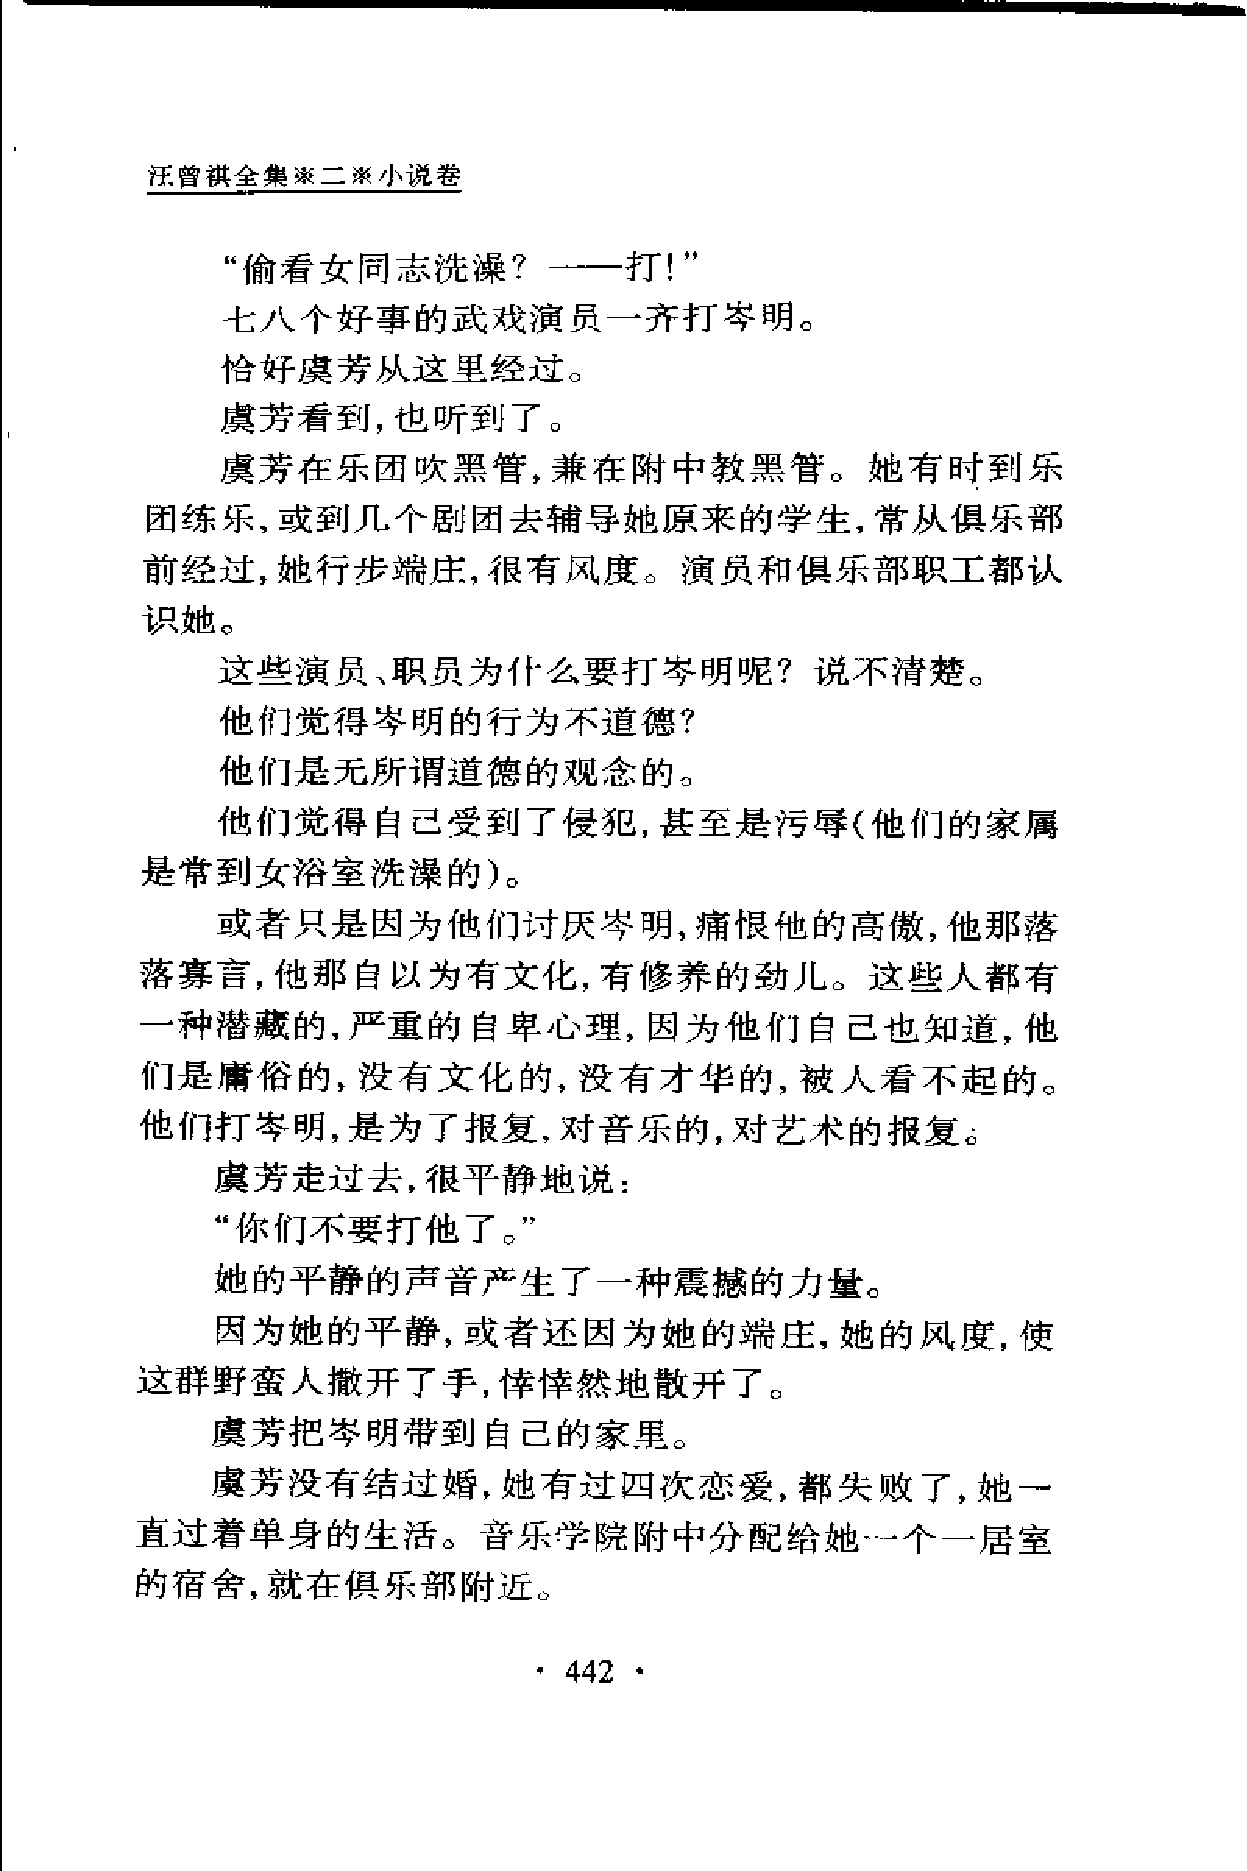 汪曾祺全集※二※小说卷
“偷看女同志洗澡？——打！”
七八个好事的武戏演员一齐打岑明。
恰好虞芳从这里经过。
虞芳看到，也听到了。
虞芳在乐团吹黑管，兼在附中教黑管。她有时到乐
团练乐，或到几个剧团去辅导她原来的学生，常从俱乐部
前经过，她行步端庄，很有风度。演员和俱乐部职工都认
识她。
这些演员、职员为什么要打岑明呢？说不清楚。
他们觉得岑明的行为不道德？
他们是无所谓道德的观念的。
他们觉得自己受到了侵犯，甚至是污辱（他们的家属
是常到女浴室洗澡的）。
或者只是因为他们讨厌岑明，痛恨他的高傲，他那落
落寡言，他那自以为有文化，有修养的劲儿。这些人都有
一种潜藏的，严重的自卑心理，因为他们自己也知道，他
们是庸俗的，没有文化的，没有才华的，被人看不起的。
他们打岑明，是为了报复，对音乐的，对艺术的报复。
虞芳走过去，很平静地说：
“你们不要打他了。”
她的平静的声音产生了一种震撼的力量。
因为她的平静，或者还因为她的端庄，她的风度，使
这群野蛮人撒开了手，悻悻然地散开了。
虞芳把岑明带到自己的家里。
虞芳没有结过婚，她有过四次恋爱，都失败了，她一
直过着单身的生活。音乐学院附中分配给她一个一居室
的宿舍，就在俱乐部附近。
· 442 ·